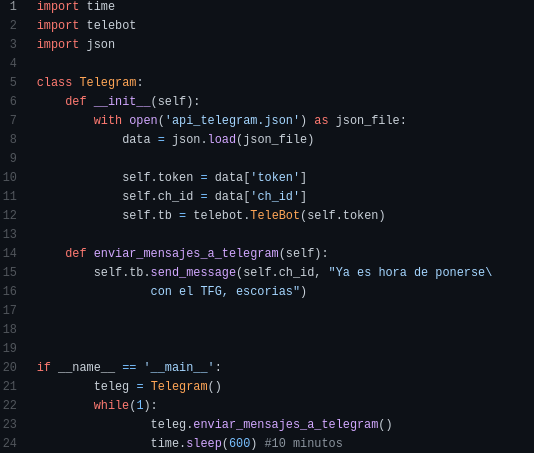 1 import time
2 import telebot
3 import json
4
5 class Telegram:
6     def __init__(self):
7         with open('api_telegram.json') as json_file:
8             data = json.load(json_file)
9
10             self.token = data['token']
11             self.ch_id = data['ch_id']
12             self.tb = telebot.TeleBot(self.token)
13
14     def enviar_mensajes_a_telegram(self):
15         self.tb.send_message(self.ch_id, "Ya es hora de ponerse\
16                 con el TFG, escorias")
17
18
19
20 if __name__ == '__main__':
21         teleg = Telegram()
22         while(1):
23                 teleg.enviar_mensajes_a_telegram()
24                 time.sleep(600) #10 minutos